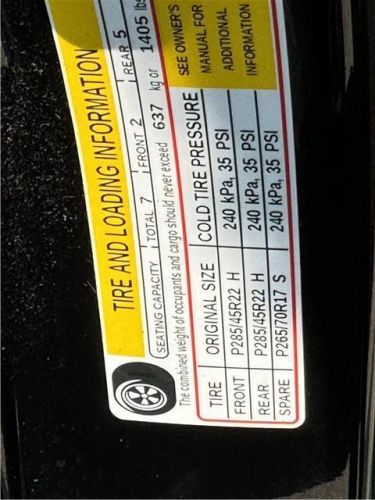 TIRE AND LOADING INFORMATION
SEATING CAPACITY | TOTAL 7 | FRONT 2 | REAR 5
The combined weight of occupants and cargo should never exceed 637 kg or 1405 lbs
TIRE ORIGINAL SIZE COLD TIRE PRESSURE
FRONT P285/45R22 H 240 kPa, 35 PSI
REAR P285/45R22 H 240 kPa, 35 PSI
SPARE P265/70R17 S 240 kPa, 35 PSI
SEE OWNER'S
MANUAL FOR
ADDITIONAL
INFORMATION